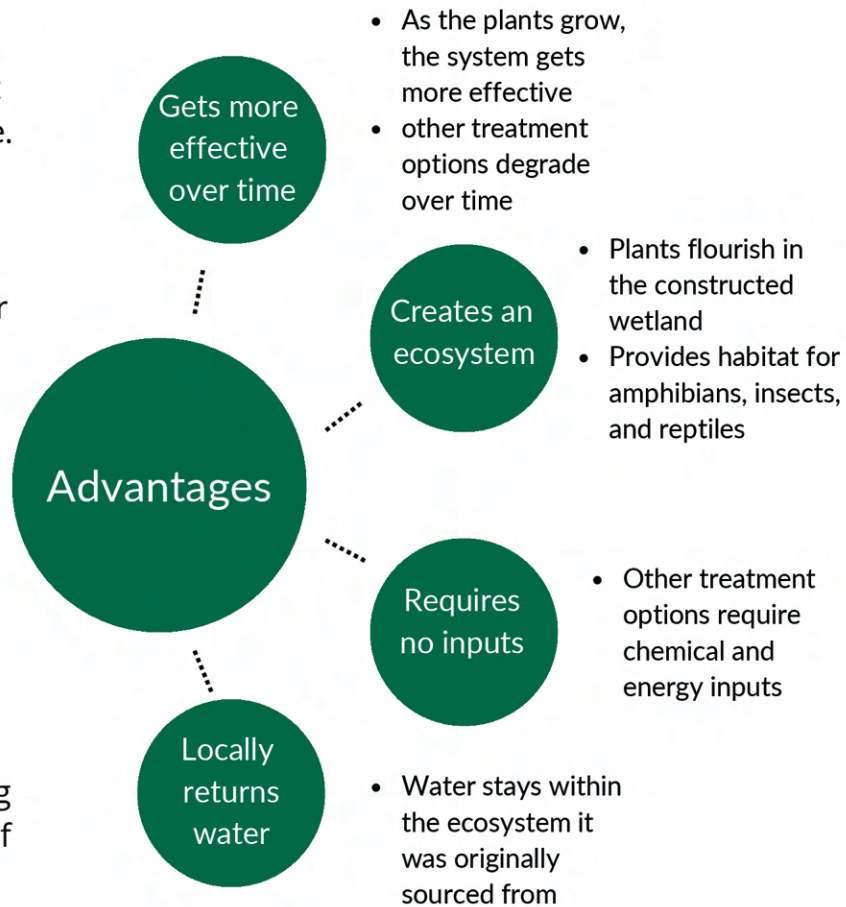 Gets more
effective
over time
• As the plants grow,
the system gets
more effective
• other treatment
options degrade
over time
Creates an
ecosystem
• Plants flourish in
the constructed
wetland
• Provides habitat for
amphibians, insects,
and reptiles
Advantages
Requires
no inputs
• Other treatment
options require
chemical and
energy inputs
Locally
returns
water
• Water stays within
the ecosystem it
was originally
sourced from